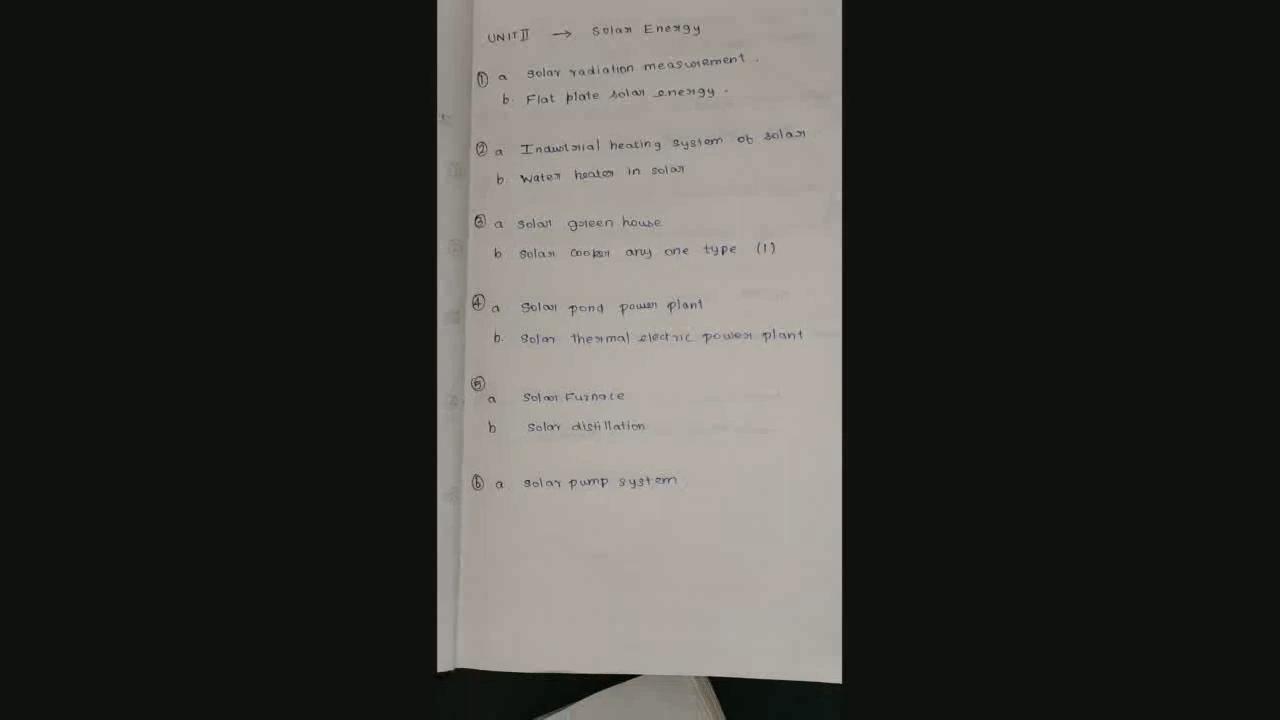 UNIT II → Solar Energy
① a solar radiation measurement.
b. Flat plate solar energy.
② a Industrial heating system of solar
b Water heater in solar
③ a solar green house
b Solar cooker any one type (1)
④ a Solar pond power plant
b. Solar thermal electric power plant
⑤
a Solar Furnace
b Solar distillation
⑥ a solar pump system